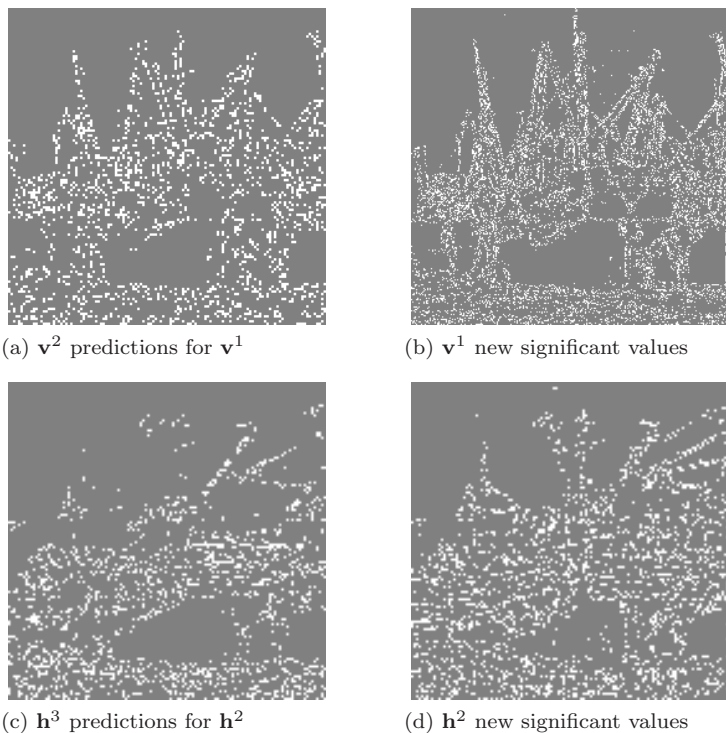 (a) v² predictions for v¹
(b) v¹ new significant values
(c) h³ predictions for h²
(d) h² new significant values